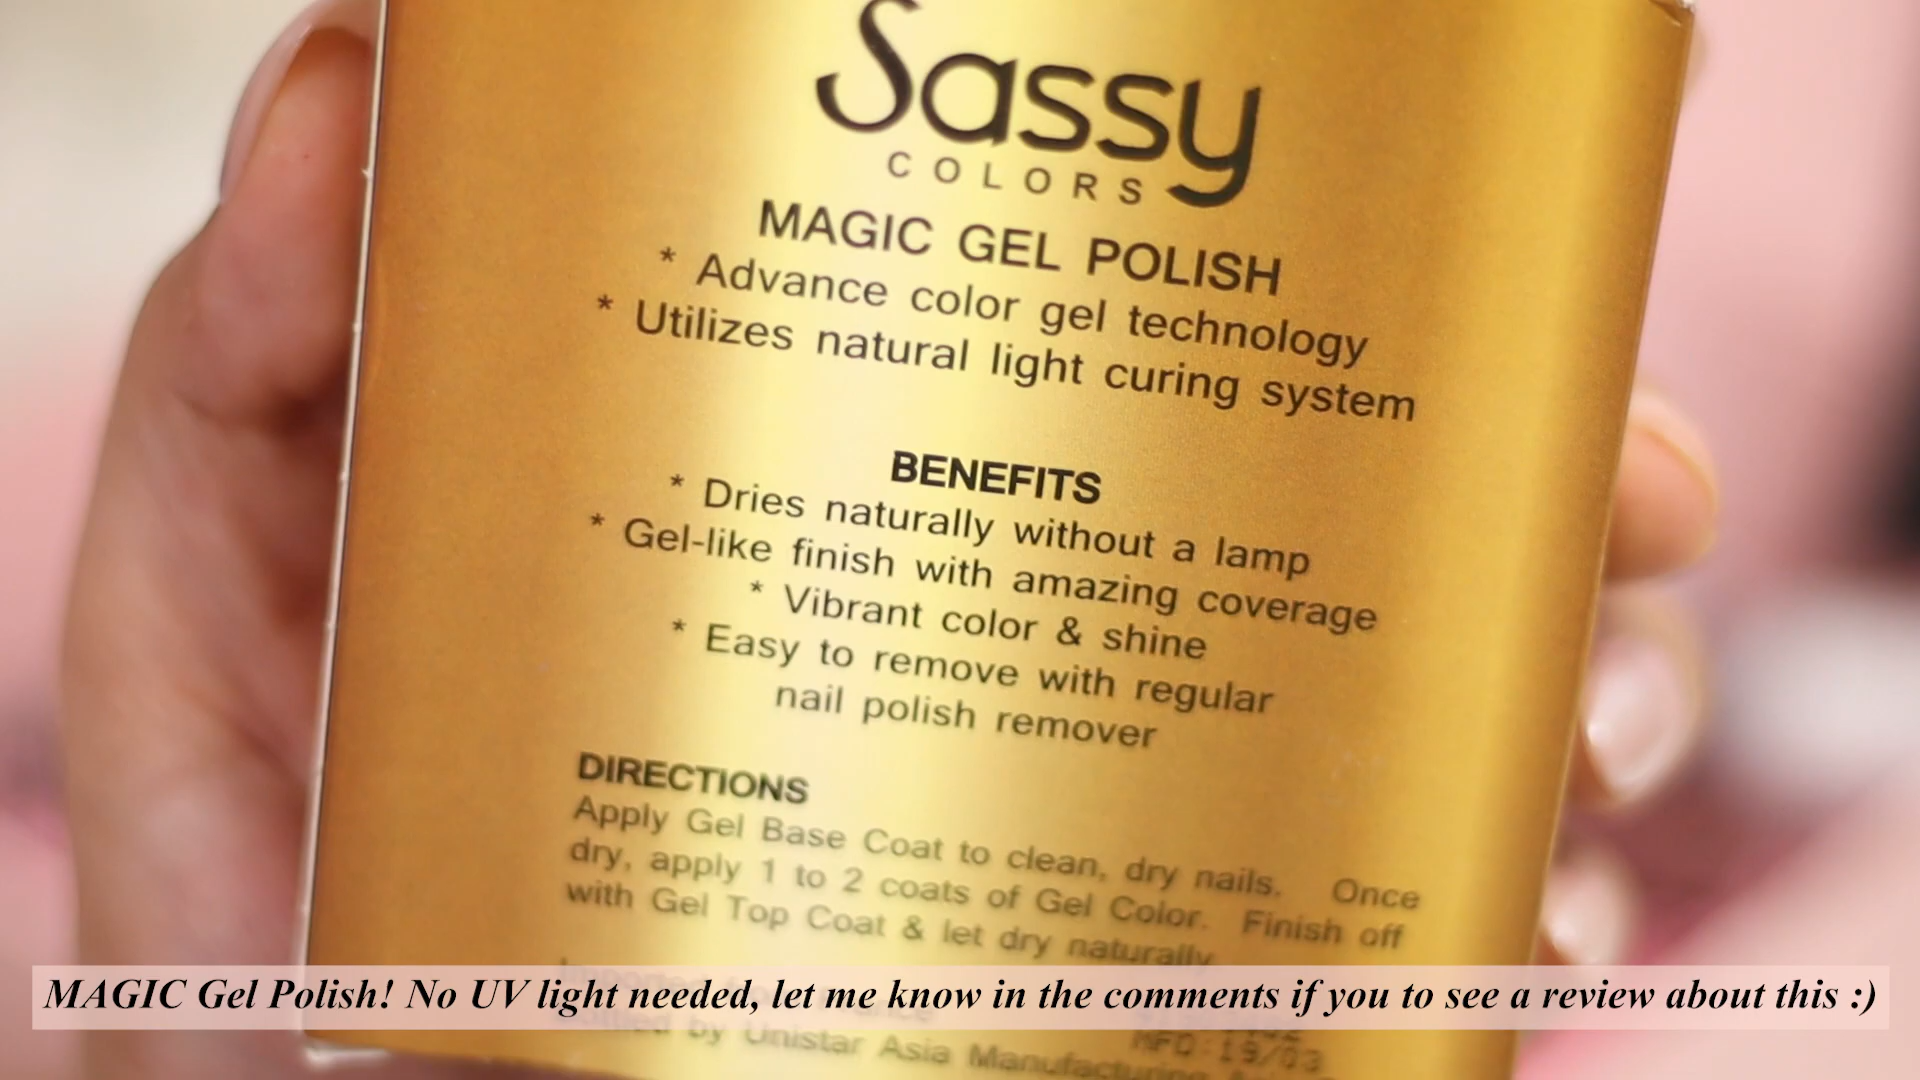 Sassy
COLORS
MAGIC GEL POLISH
* Advance color gel technology
* Utilizes natural light curing system
BENEFITS
* Dries naturally without a lamp
* Gel-like finish with amazing coverage
* Vibrant color & shine
* Easy to remove with regular
nail polish remover
DIRECTIONS
Apply Gel Base Coat to clean, dry nails. Once
dry, apply 1 to 2 coats of Gel Color. Finish off
with Gel Top Coat & let dry naturally
MAGIC Gel Polish! No UV light needed, let me know in the comments if you to see a review about this :)
by Unistar Asia Manufacturing
MFO:19/03